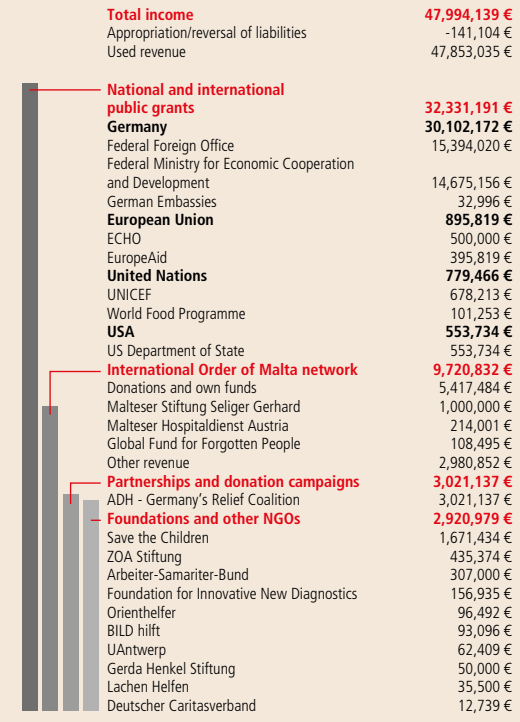 Total income 47,994,139 €
Appropriation/reversal of liabilities -141,104 €
Used revenue 47,853,035 €
National and international
public grants 32,331,191 €
Germany 30,102,172 €
Federal Foreign Office 15,394,020 €
Federal Ministry for Economic Cooperation
and Development 14,675,156 €
German Embassies 32,996 €
European Union 895,819 €
ECHO 500,000 €
EuropeAid 395,819 €
United Nations 779,466 €
UNICEF 678,213 €
World Food Programme 101,253 €
USA 553,734 €
US Department of State 553,734 €
International Order of Malta network 9,720,832 €
Donations and own funds 5,417,484 €
Malteser Stiftung Seliger Gerhard 1,000,000 €
Malteser Hospitaldienst Austria 214,001 €
Global Fund for Forgotten People 108,495 €
Other revenue 2,980,852 €
Partnerships and donation campaigns 3,021,137 €
ADH - Germany's Relief Coalition 3,021,137 €
Foundations and other NGOs 2,920,979 €
Save the Children 1,671,434 €
ZOA Stiftung 435,374 €
Arbeiter-Samariter-Bund 307,000 €
Foundation for Innovative New Diagnostics 156,935 €
Orienthelfer 96,492 €
BILD hilft 93,096 €
UAntwerp 62,409 €
Gerda Henkel Stiftung 50,000 €
Lachen Helfen 35,500 €
Deutscher Caritasverband 12,739 €